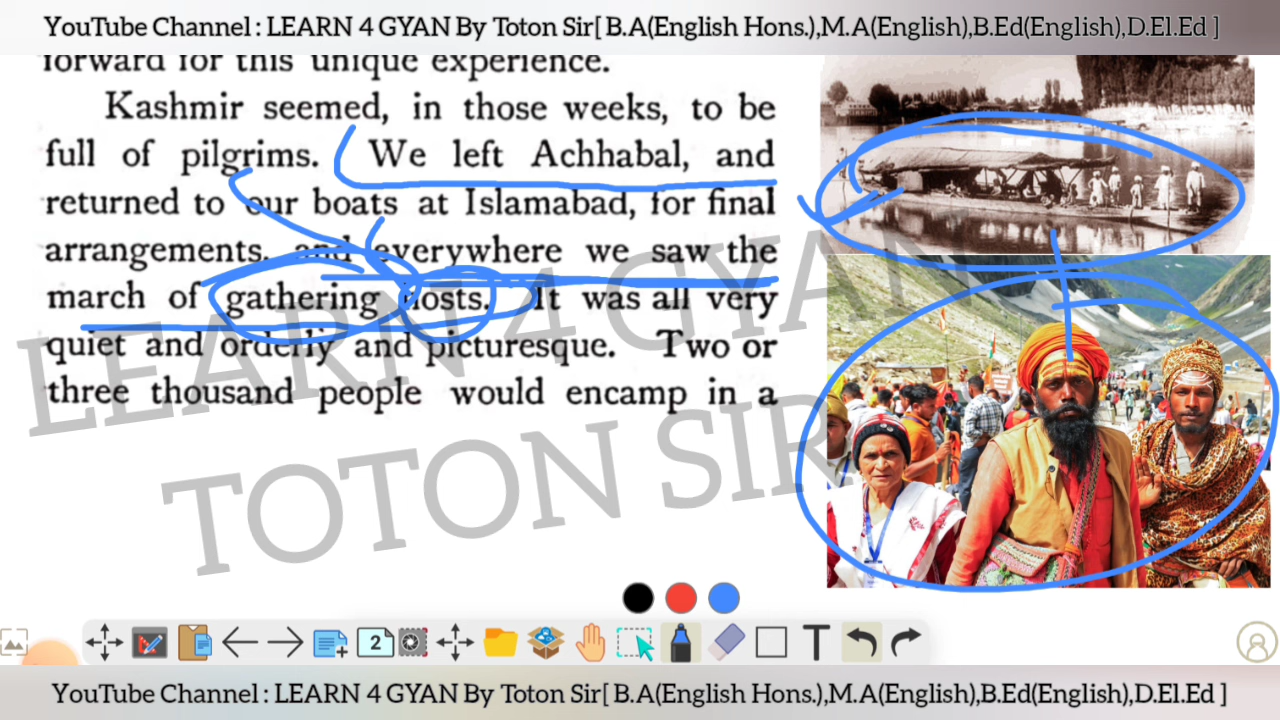 YouTube Channel : LEARN 4 GYAN By Toton Sir[ B.A(English Hons.),M.A(English),B.Ed(English),D.El.Ed ]
forward for this unique experience.
Kashmir seemed, in those weeks, to be
full of pilgrims. We left Achhabal, and
returned to our boats at Islamabad, for final
arrangements, and everywhere we saw the
march of gathering hosts. It was all very
quiet and orderly and picturesque. Two or
three thousand people would encamp in a
LEARN 4 GYAN
TOTON SIR
2
T
YouTube Channel : LEARN 4 GYAN By Toton Sir[ B.A(English Hons.),M.A(English),B.Ed(English),D.El.Ed ]